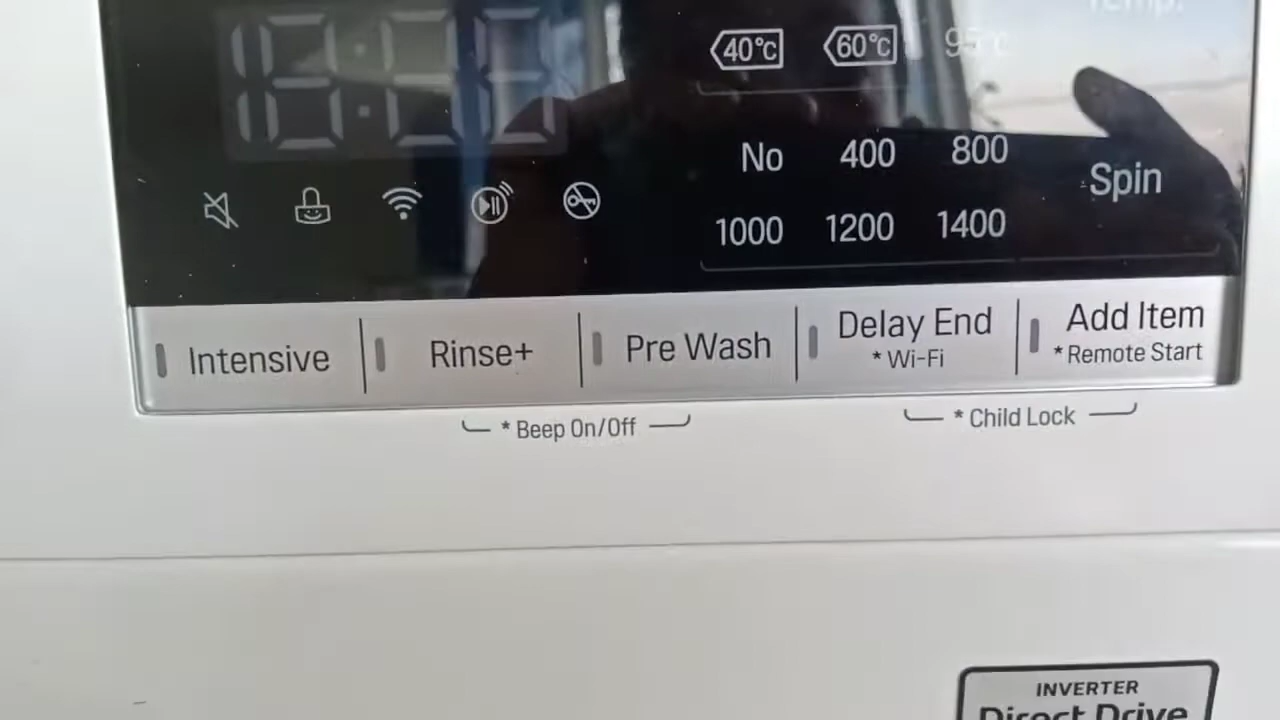 Temp.
40°C 60°C 95°C
No 400 800
Spin
1000 1200 1400
Intensive
Rinse+
Pre Wash
Delay End
* Wi-Fi
Add Item
* Remote Start
* Beep On/Off
* Child Lock
INVERTER
Direct Drive